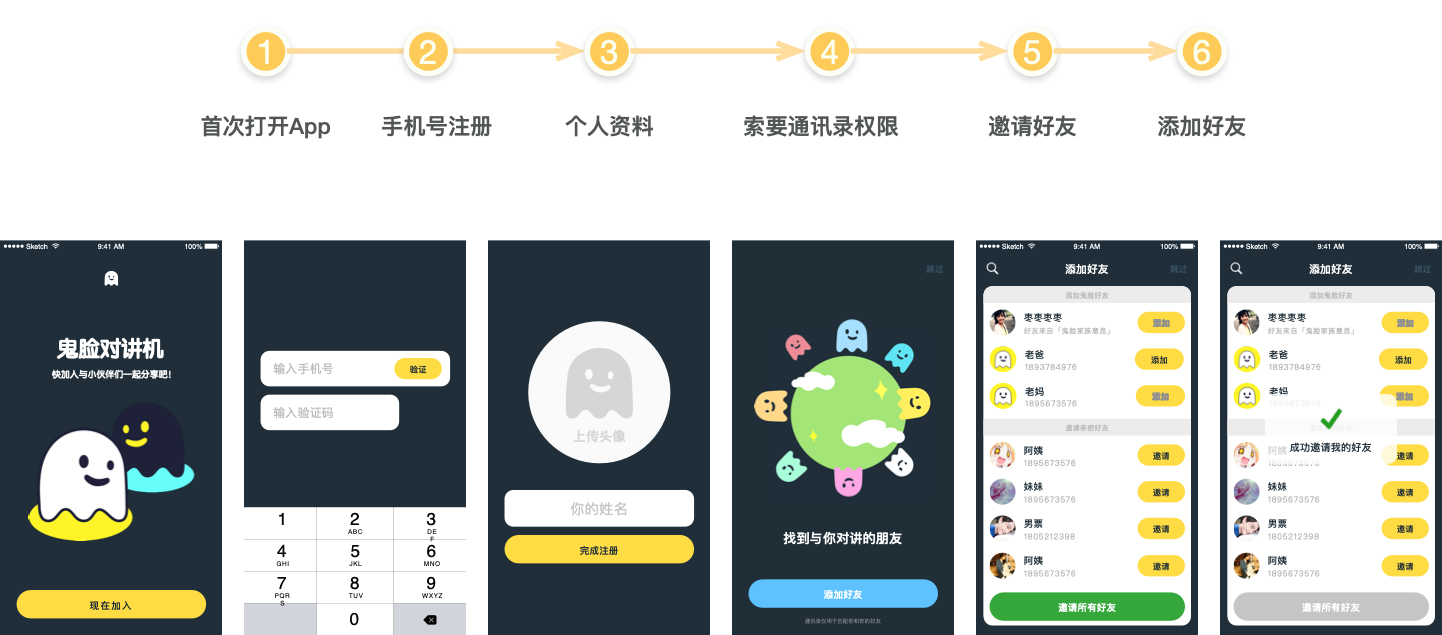 1
2
3
4
5
6
首次打开App
手机号注册
个人资料
索要通讯录权限
邀请好友
添加好友
Sketch 9:41 AM 100%
鬼脸对讲机
快加入与小伙伴们一起分享吧！
现在加入
输入手机号 验证
输入验证码
1 2 3
ABC DE
F
4 5 6
GHI JKL MNO
7 8 9
PQR TUV WXYZ
S
0
上传头像
你的姓名
完成注册
跳过
找到与你对讲的朋友
添加好友
通讯录仅用于匹配你和你的好友
Sketch 9:41 AM 100%
添加好友 跳过
添加鬼脸好友
枣枣枣枣
好友来自「鬼脸家族意恩」 添加
老爸
1893784976 添加
老妈
1895673576 添加
邀请亲密好友
阿姨
1895673576 邀请
妹妹
1895673576 邀请
男票
1805212398 邀请
阿姨
1895673576 邀请
邀请所有好友
Sketch 9:41 AM 100%
添加好友 跳过
添加鬼脸好友
枣枣枣枣
好友来自「鬼脸家族意恩」 添加
老爸
1893784976 添加
老妈
1895673576 添加
成功邀请我的好友
阿姨
1895673576 邀请
妹妹
1895673576 邀请
男票
1805212398 邀请
阿姨
1895673576 邀请
邀请所有好友